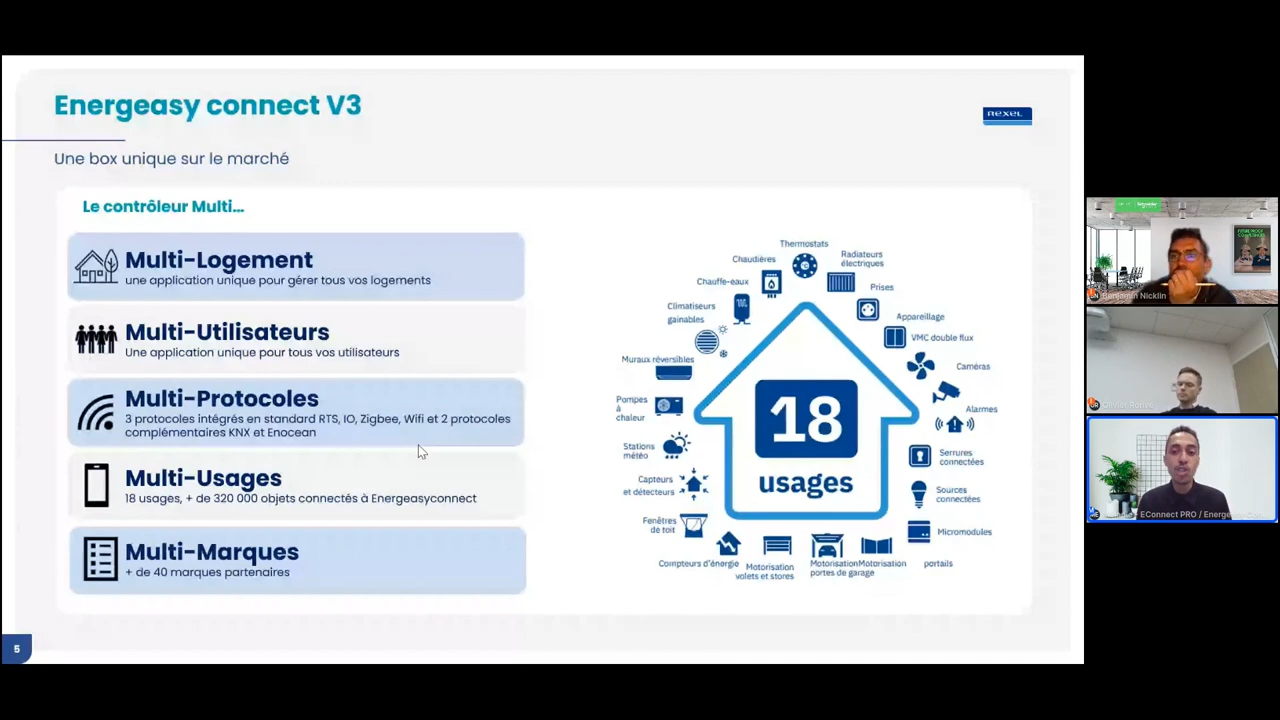 Energeasy connect V3
REXEL
Une box unique sur le marché
Le contrôleur Multi...
Multi-Logement
une application unique pour gérer tous vos logements
Multi-Utilisateurs
Une application unique pour tous vos utilisateurs
Multi-Protocoles
3 protocoles intégrés en standard RTS, IO, Zigbee, Wifi et 2 protocoles
complémentaires KNX et Enocean
Multi-Usages
18 usages, + de 320 000 objets connectés à Energeasyconnect
Multi-Marques
+ de 40 marques partenaires
Thermostats
Radiateurs
électriques
Prises
Appareillage
VMC double flux
Caméras
Alarmes
Serrures
connectées
Sources
connectées
Micromodules
Motorisation
portails
Motorisation
portes de garage
Motorisation
volets et stores
Compteurs d'énergie
Fenêtres
de toit
Capteurs
et détecteurs
Stations
météo
Pompes
à
chaleur
Muraux réversibles
Climatiseurs
gainables
Chauffe-eaux
Chaudières
18
usages
5
Benjamin Nicklin
EConnect PRO / Energe